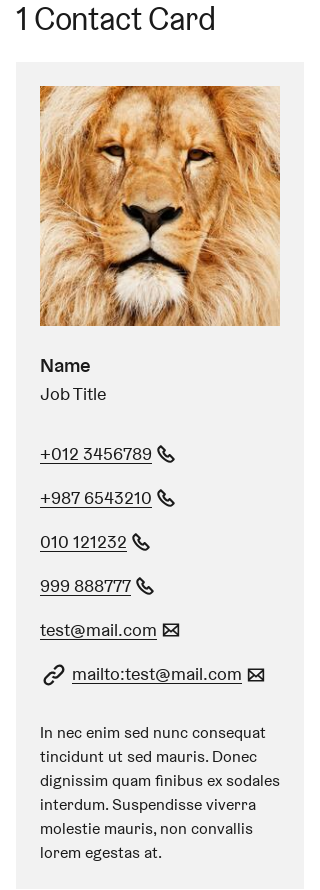 1 Contact Card
Name
Job Title
+012 3456789
+987 6543210
010 121232
999 888777
test@mail.com
mailto:test@mail.com
In nec enim sed nunc consequat
tincidunt ut sed mauris. Donec
dignissim quam finibus ex sodales
interdum. Suspendisse viverra
molestie mauris, non convallis
lorem egestas at.